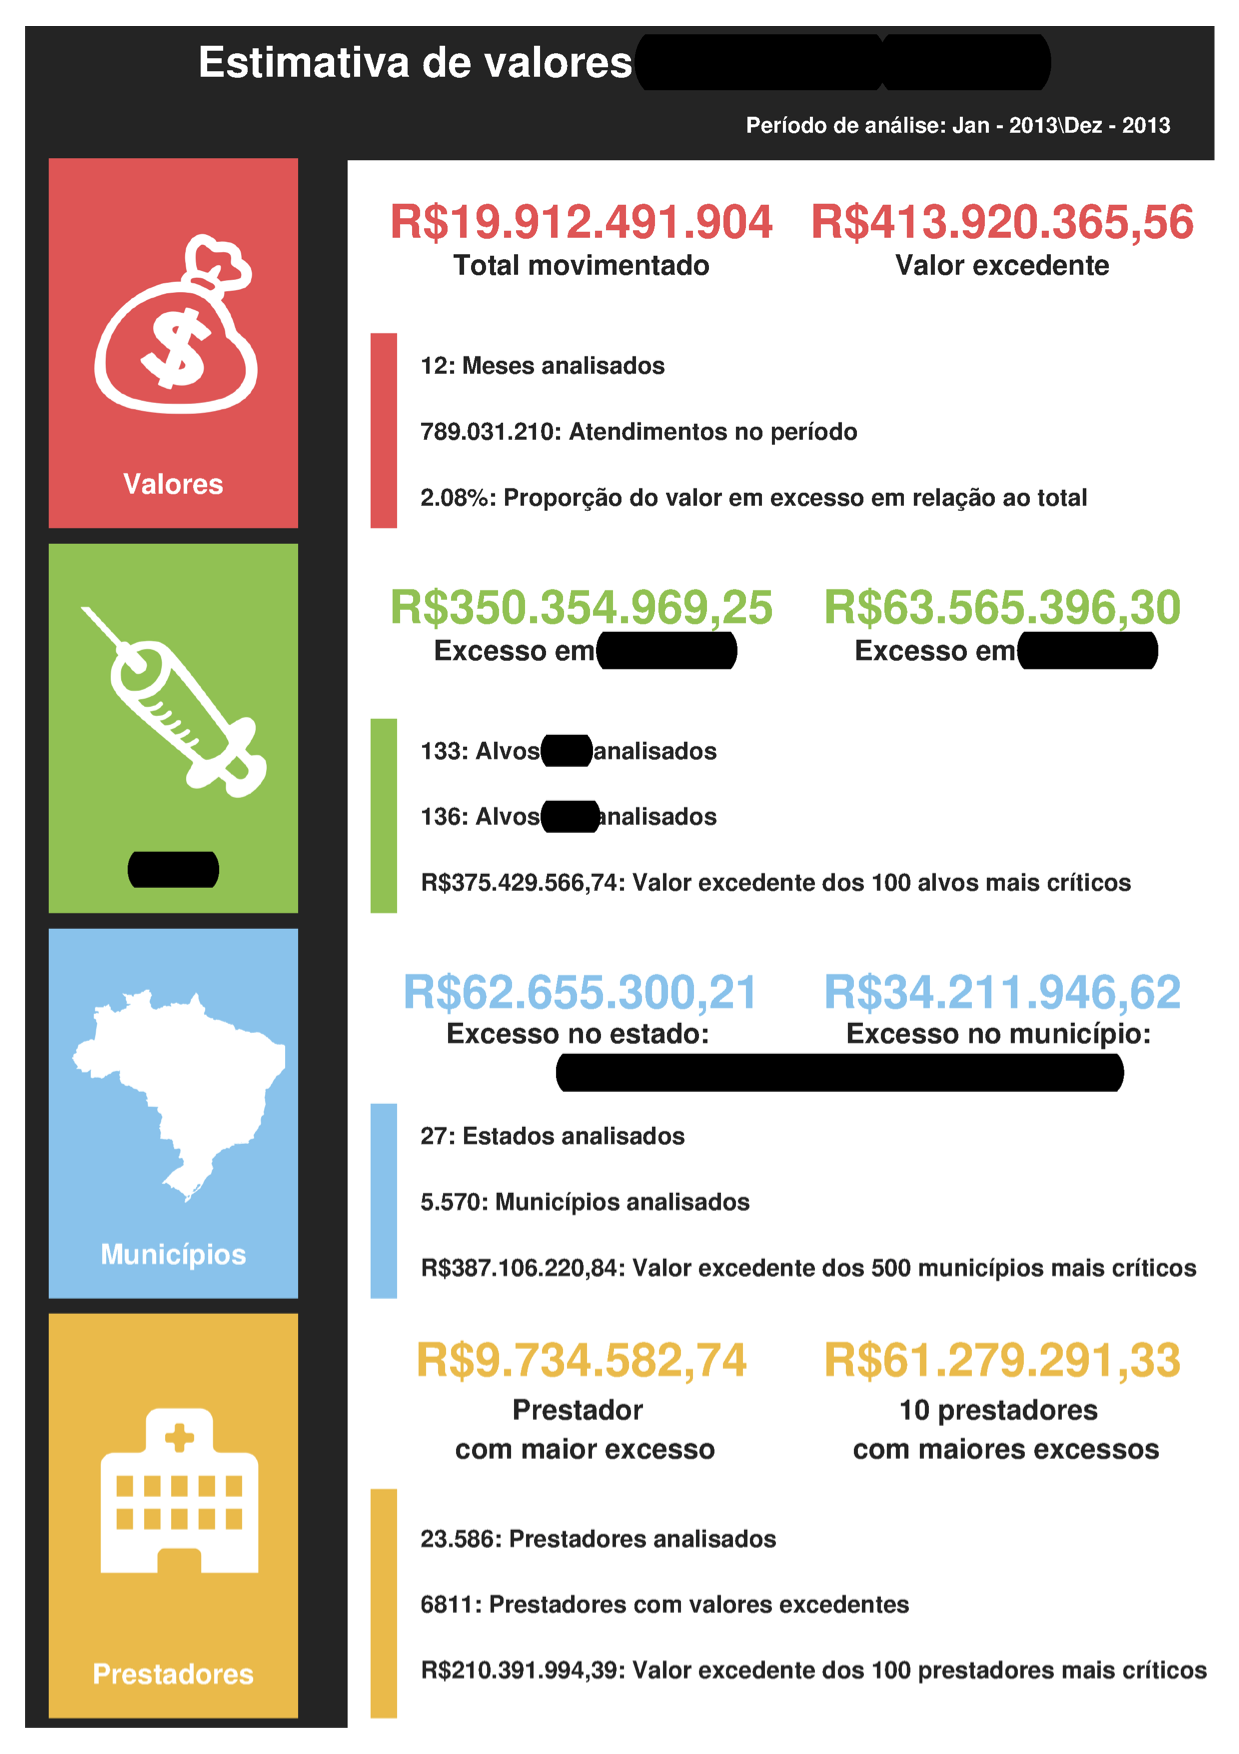 Estimativa de valores
Período de análise: Jan - 2013\Dez - 2013
R$19.912.491.904 R$413.920.365,56
Total movimentado Valor excedente
12: Meses analisados
789.031.210: Atendimentos no período
2.08%: Proporção do valor em excesso em relação ao total
Valores
R$350.354.969,25 R$63.565.396,30
Excesso em Excesso em
133: Alvos analisados
136: Alvos analisados
R$375.429.566,74: Valor excedente dos 100 alvos mais críticos
R$62.655.300,21 R$34.211.946,62
Excesso no estado: Excesso no município:
27: Estados analisados
5.570: Municípios analisados
R$387.106.220,84: Valor excedente dos 500 municípios mais críticos
Municípios
R$9.734.582,74 R$61.279.291,33
Prestador 10 prestadores
com maior excesso com maiores excessos
23.586: Prestadores analisados
6811: Prestadores com valores excedentes
R$210.391.994,39: Valor excedente dos 100 prestadores mais críticos
Prestadores